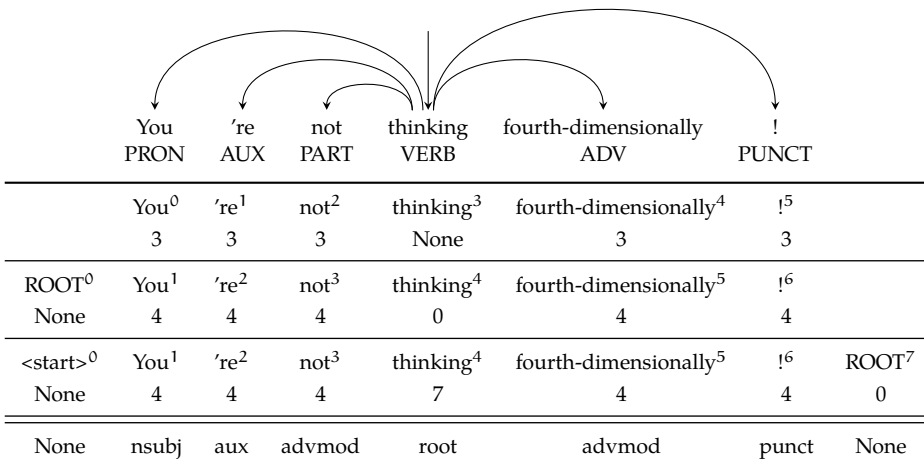 You 're not thinking fourth-dimensionally !
PRON AUX PART VERB ADV PUNCT
You⁰ 're¹ not² thinking³ fourth-dimensionally⁴ !⁵
3 3 3 None 3 3
ROOT⁰ You¹ 're² not³ thinking⁴ fourth-dimensionally⁵ !⁶
None 4 4 4 0 4 4
<start>⁰ You¹ 're² not³ thinking⁴ fourth-dimensionally⁵ !⁶ ROOT⁷
None 4 4 4 7 4 4 0
None nsubj aux advmod root advmod punct None